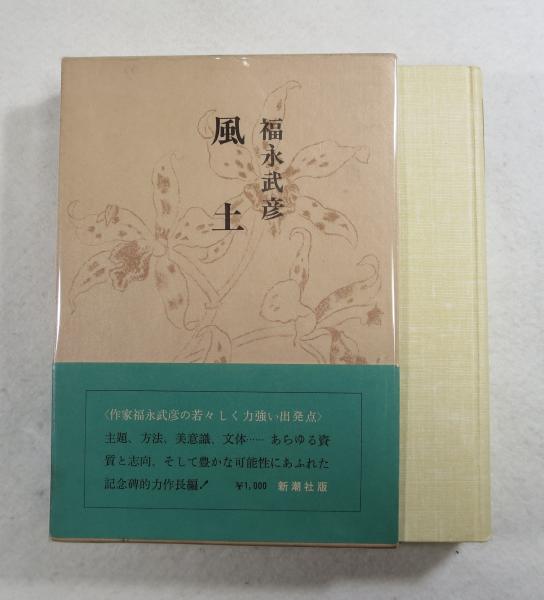 福永武彦
風土
〈作家福永武彦の若々しく力強い出発点〉
主題、方法、美意識、文体……あらゆる資
質と志向、そして豊かな可能性にあふれた
記念碑的力作長編！ ¥1,000 新潮社版